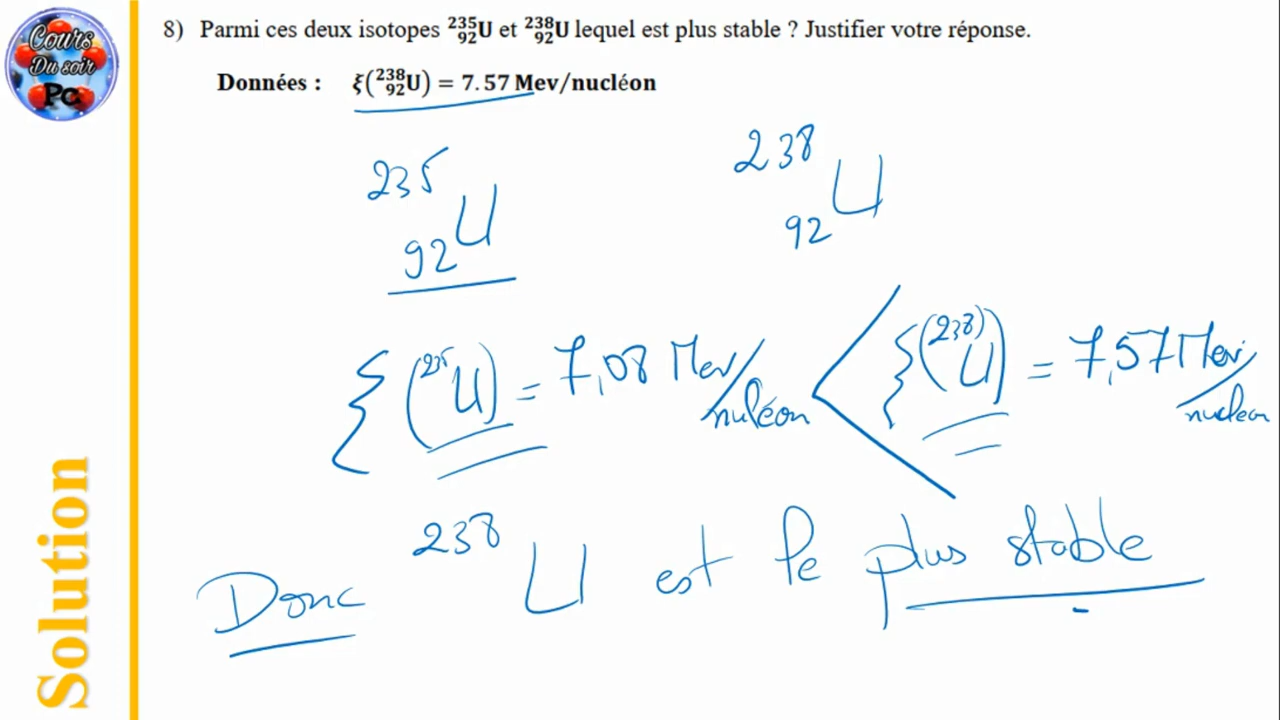 Cours
Du soir
PC
8) Parmi ces deux isotopes ²³⁵₉₂U et ²³⁸₉₂U lequel est plus stable ? Justifier votre réponse.
Données : ξ(²³⁸₉₂U) = 7.57 Mev/nucléon
²³⁵₉₂U ²³⁸₉₂U
ξ(²³⁵U) = 7,08 Mev/nuléon < ξ(²³⁸U) = 7,57 Mev/nucléon
Donc ²³⁸U est le plus stable
Solution